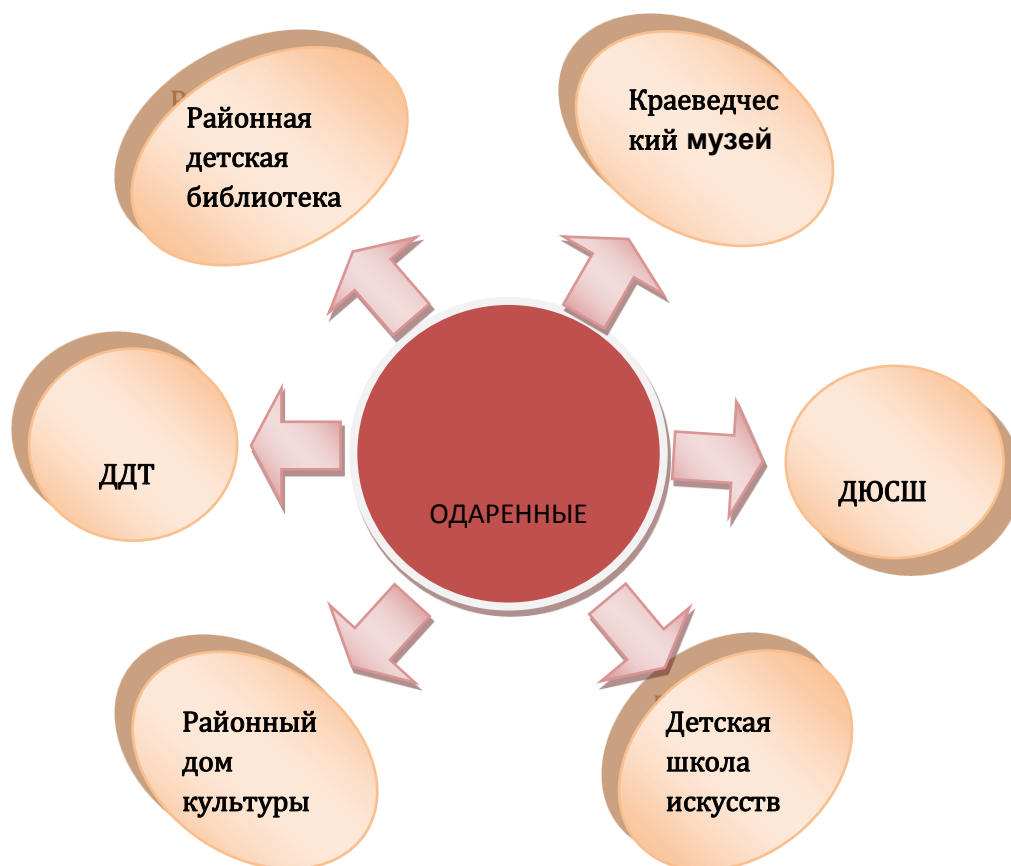 Районная
детская
библиотека
Краеведчес
кий музей
ДДТ
ОДАРЕННЫЕ
ДЮСШ
Районный
дом
культуры
Детская
школа
искусств